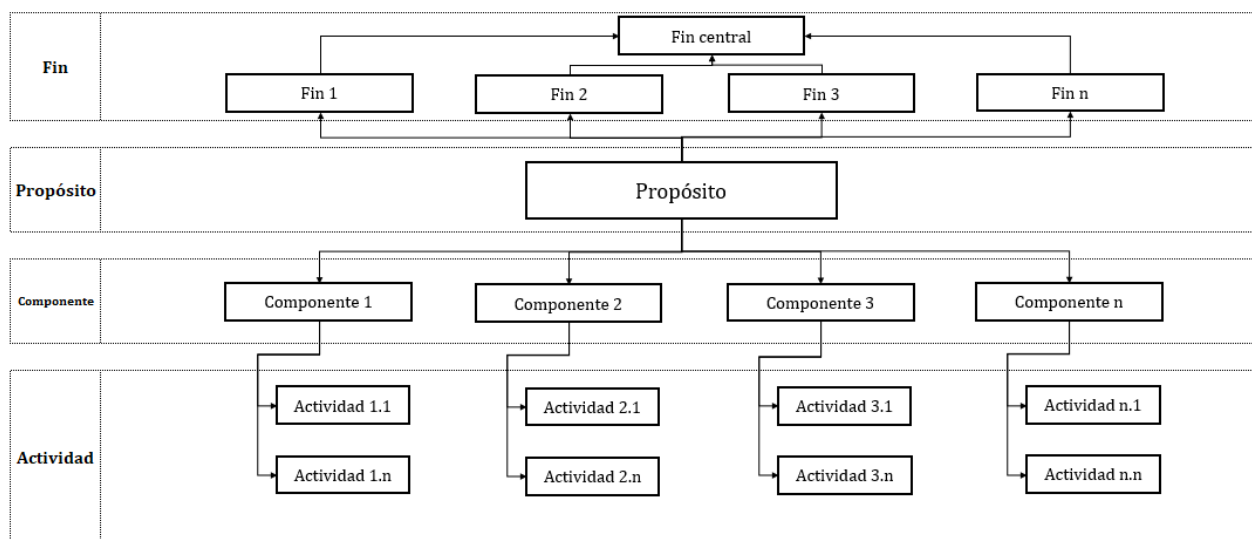 Fin central
Fin
Fin 1
Fin 2
Fin 3
Fin n
Propósito
Propósito
Componente
Componente 1
Componente 2
Componente 3
Componente n
Actividad 1.1
Actividad 2.1
Actividad 3.1
Actividad n.1
Actividad
Actividad 1.n
Actividad 2.n
Actividad 3.n
Actividad n.n